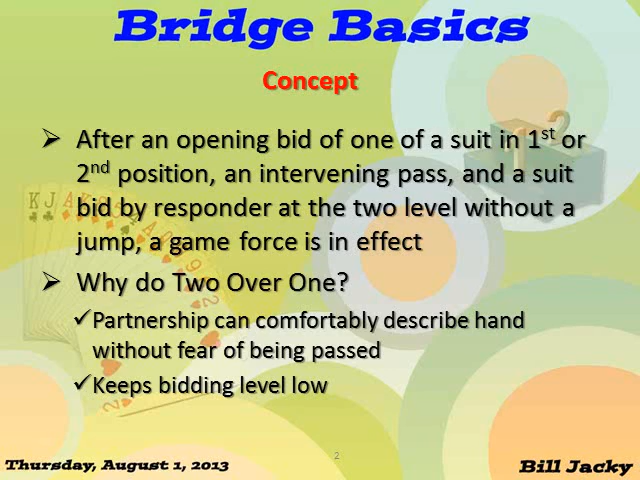 Bridge Basics
Concept
➢ After an opening bid of one of a suit in 1st or
2nd position, an intervening pass, and a suit
bid by responder at the two level without a
jump, a game force is in effect
➢ Why do Two Over One?
✓Partnership can comfortably describe hand
without fear of being passed
✓Keeps bidding level low
Thursday, August 1, 2013
2
Bill Jacky